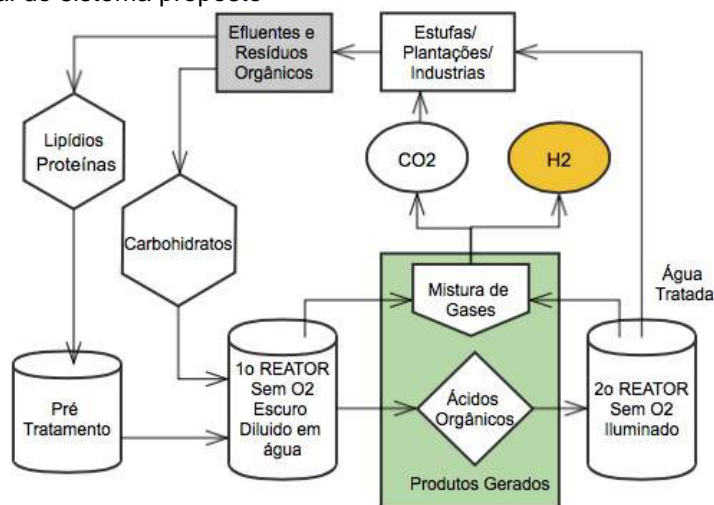 al do sistema proposto
Efluentes e
Resíduos
Orgânicos
Estufas/
Plantações/
Industrias
Lipídios
Proteínas
CO2
H2
Carbohidratos
Água
Tratada
Mistura de
Gases
Pré
Tratamento
1o REATOR
Sem O2
Escuro
Diluido em
água
Ácidos
Orgânicos
2o REATOR
Sem O2
Iluminado
Produtos Gerados